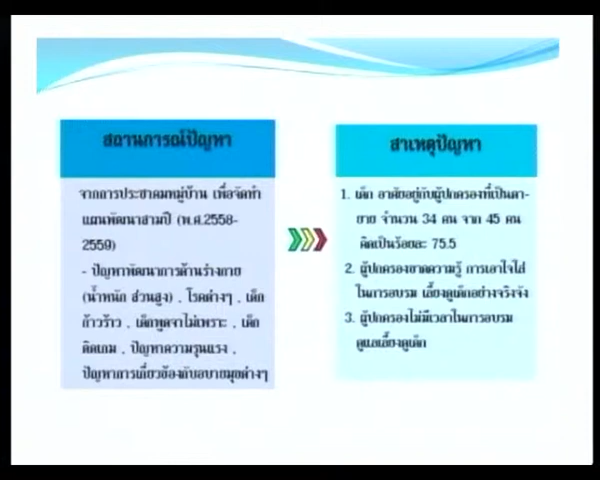 สถานการณ์ปัญหา
จากการประชาคมหมู่บ้าน เพื่อจัดทำ
แผนพัฒนาสามปี (พ.ศ.2558-
2559)
- ปัญหาพัฒนาการด้านร่างกาย
(น้ำหนัก ส่วนสูง) , โรคต่างๆ , เด็ก
ก้าวร้าว , เด็กพูดจาไม่เพราะ , เด็ก
ติดเกม , ปัญหาความรุนแรง ,
ปัญหาการเกี่ยวข้องกับอบายมุขต่างๆ
สาเหตุปัญหา
1. เด็ก อาศัยอยู่กับผู้ปกครองที่เป็นตา-
ยาย จำนวน 34 คน จาก 45 คน
คิดเป็นร้อยละ 75.5
2. ผู้ปกครองขาดความรู้ การเอาใจใส่
ในการอบรม เลี้ยงดูเด็กอย่างจริงจัง
3. ผู้ปกครองไม่มีเวลาในการอบรม
ดูแลเลี้ยงดูเด็ก